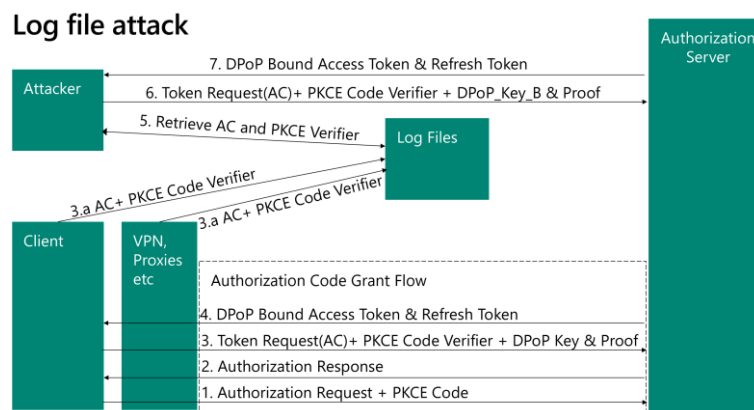 Log file attack
Authorization
Server
7. DPoP Bound Access Token & Refresh Token
Attacker
6. Token Request(AC)+ PKCE Code Verifier + DPoP_Key_B & Proof
5. Retrieve AC and PKCE Verifier
Log Files
3.a AC+ PKCE Code Verifier
3.a AC+ PKCE Code Verifier
Client
VPN,
Proxies
etc
Authorization Code Grant Flow
4. DPoP Bound Access Token & Refresh Token
3. Token Request(AC)+ PKCE Code Verifier + DPoP Key & Proof
2. Authorization Response
1. Authorization Request + PKCE Code